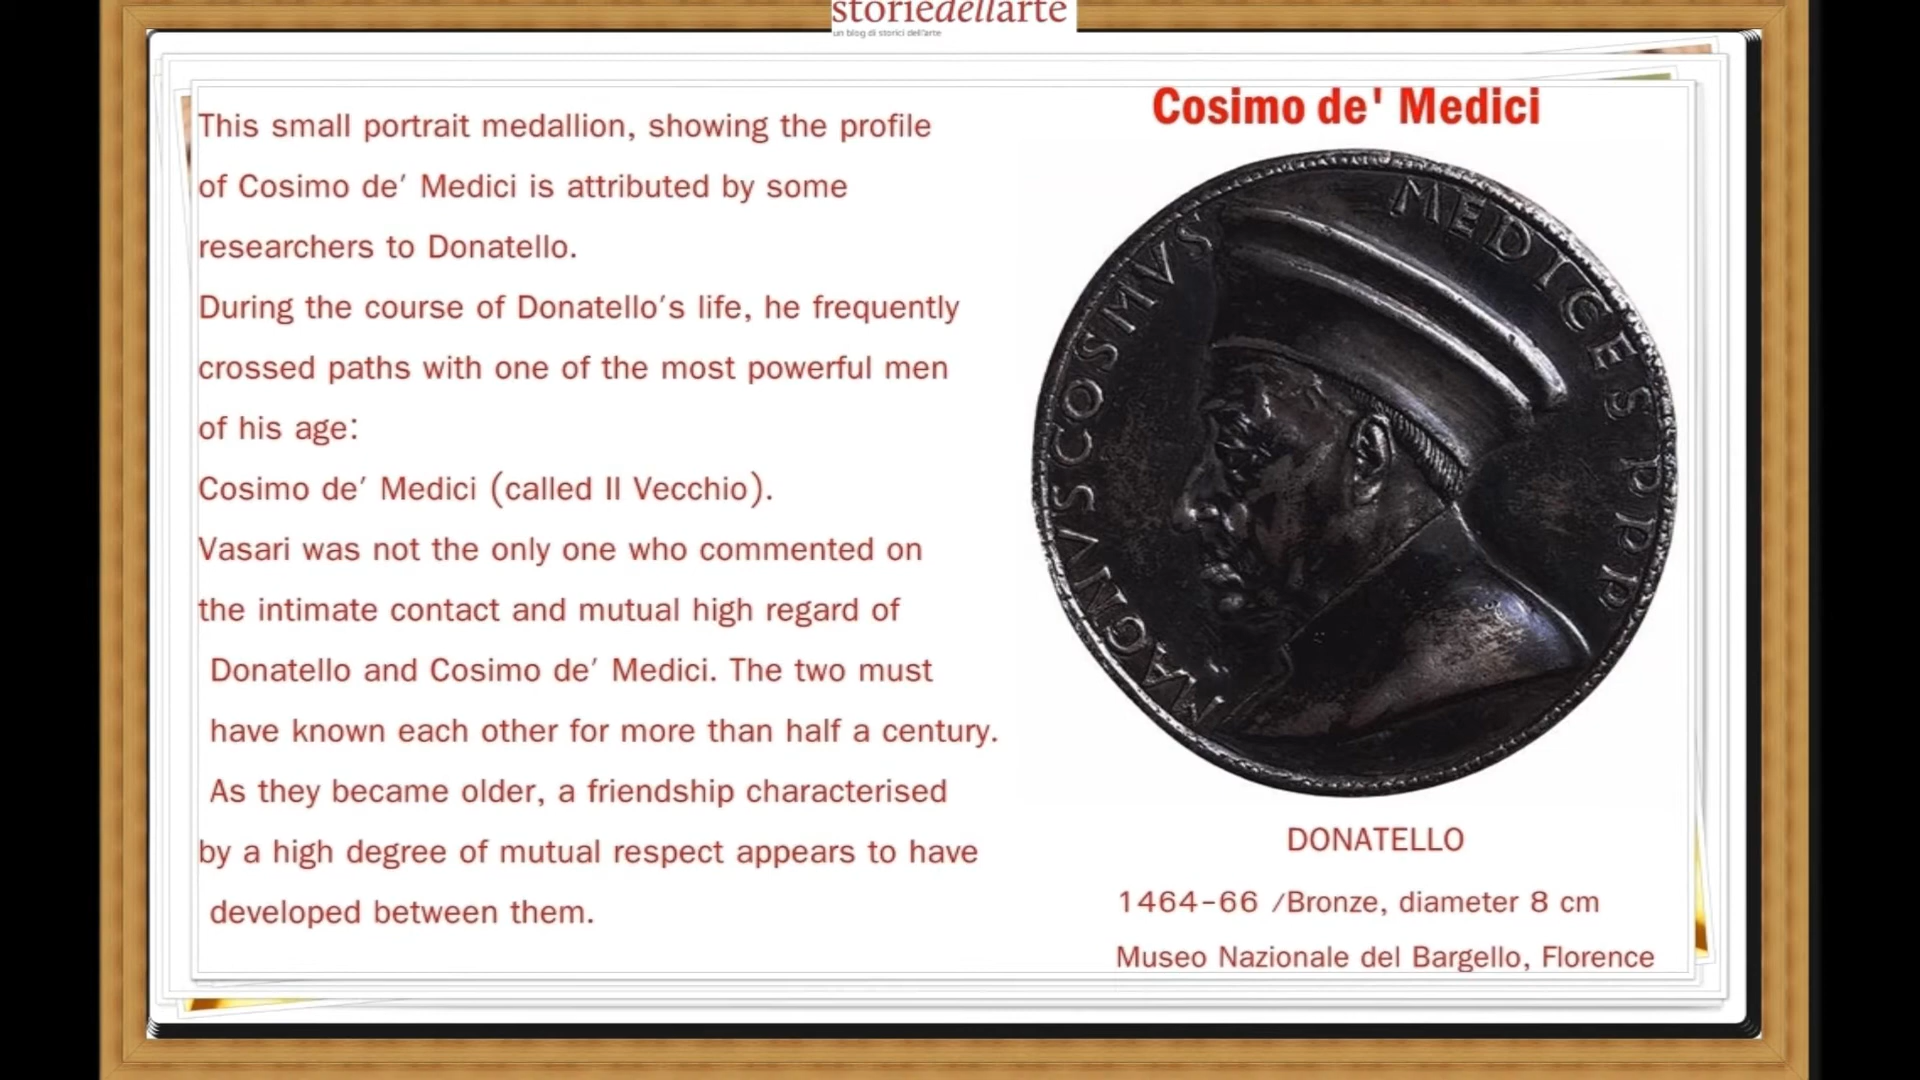 storiedellarte
un blog di storici dell'arte
Cosimo de' Medici
This small portrait medallion, showing the profile
of Cosimo de′ Medici is attributed by some
researchers to Donatello.
During the course of Donatello′s life, he frequently
crossed paths with one of the most powerful men
of his age:
Cosimo de′ Medici (called Il Vecchio).
Vasari was not the only one who commented on
the intimate contact and mutual high regard of
Donatello and Cosimo de′ Medici. The two must
have known each other for more than half a century.
As they became older, a friendship characterised
by a high degree of mutual respect appears to have
developed between them.
MAGNVS COSMVS MEDICES PPP
DONATELLO
1464-66 /Bronze, diameter 8 cm
Museo Nazionale del Bargello, Florence